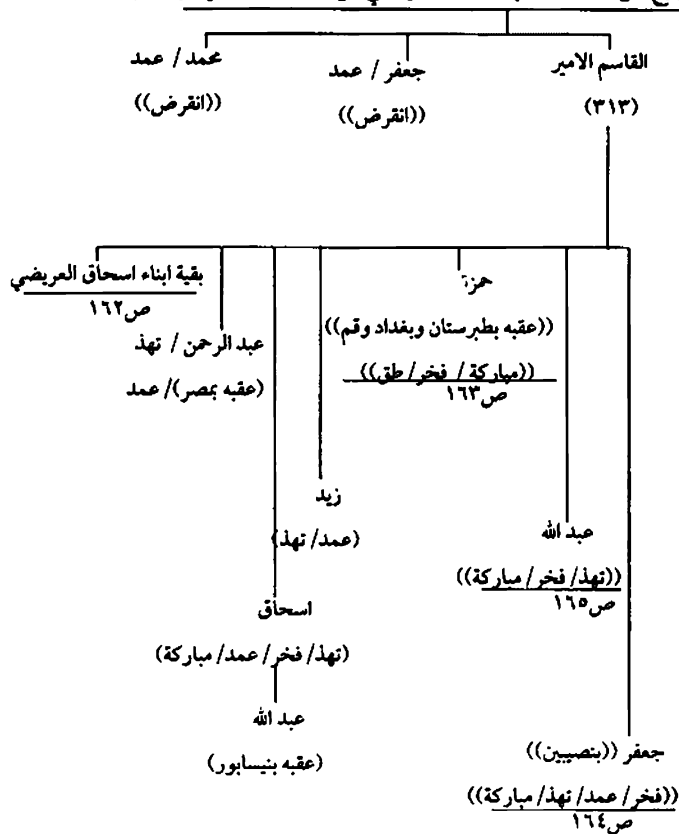 القاسم الامير
(٣١٣)
جعفر / عمد
((انقرض))
محمد / عمد
((انقرض))
حمزة
((عقبه بطبرستان وبغداد وقم))
((مباركة / فخر / طق))
ص١٦٣
بقية ابناء اسحاق العريضي
ص١٦٢
عبد الرحمن / تهذ
(عقبه بمصر)/ عمد
زيد
(عمد/ تهذ)
عبد الله
((تهذ/ فخر/ مباركة))
ص١٦٥
اسحاق
(تهذ/ فخر/ عمد/ مباركة)
عبد الله
(عقبه بنيسابور)
جعفر ((بنصيبين))
((فخر/ عمد/ تهذ/ مباركة))
ص١٦٤